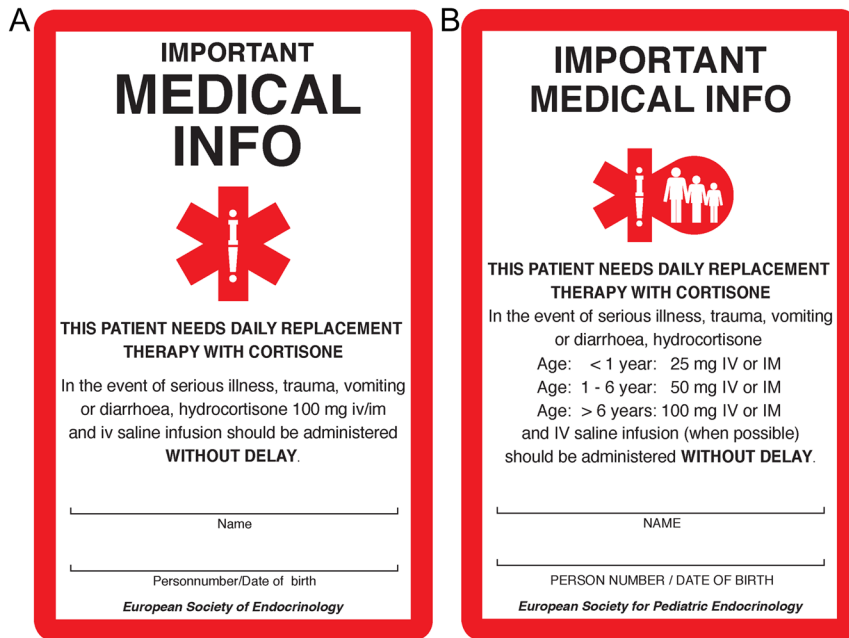 A
IMPORTANT
MEDICAL
INFO
THIS PATIENT NEEDS DAILY REPLACEMENT
THERAPY WITH CORTISONE
In the event of serious illness, trauma, vomiting
or diarrhoea, hydrocortisone 100 mg iv/im
and iv saline infusion should be administered
WITHOUT DELAY.
Name
Personnumber/Date of birth
European Society of Endocrinology
B
IMPORTANT
MEDICAL INFO
THIS PATIENT NEEDS DAILY REPLACEMENT
THERAPY WITH CORTISONE
In the event of serious illness, trauma, vomiting
or diarrhoea, hydrocortisone
Age: < 1 year: 25 mg IV or IM
Age: 1 - 6 year: 50 mg IV or IM
Age: > 6 years: 100 mg IV or IM
and IV saline infusion (when possible)
should be administered WITHOUT DELAY.
NAME
PERSON NUMBER / DATE OF BIRTH
European Society for Pediatric Endocrinology